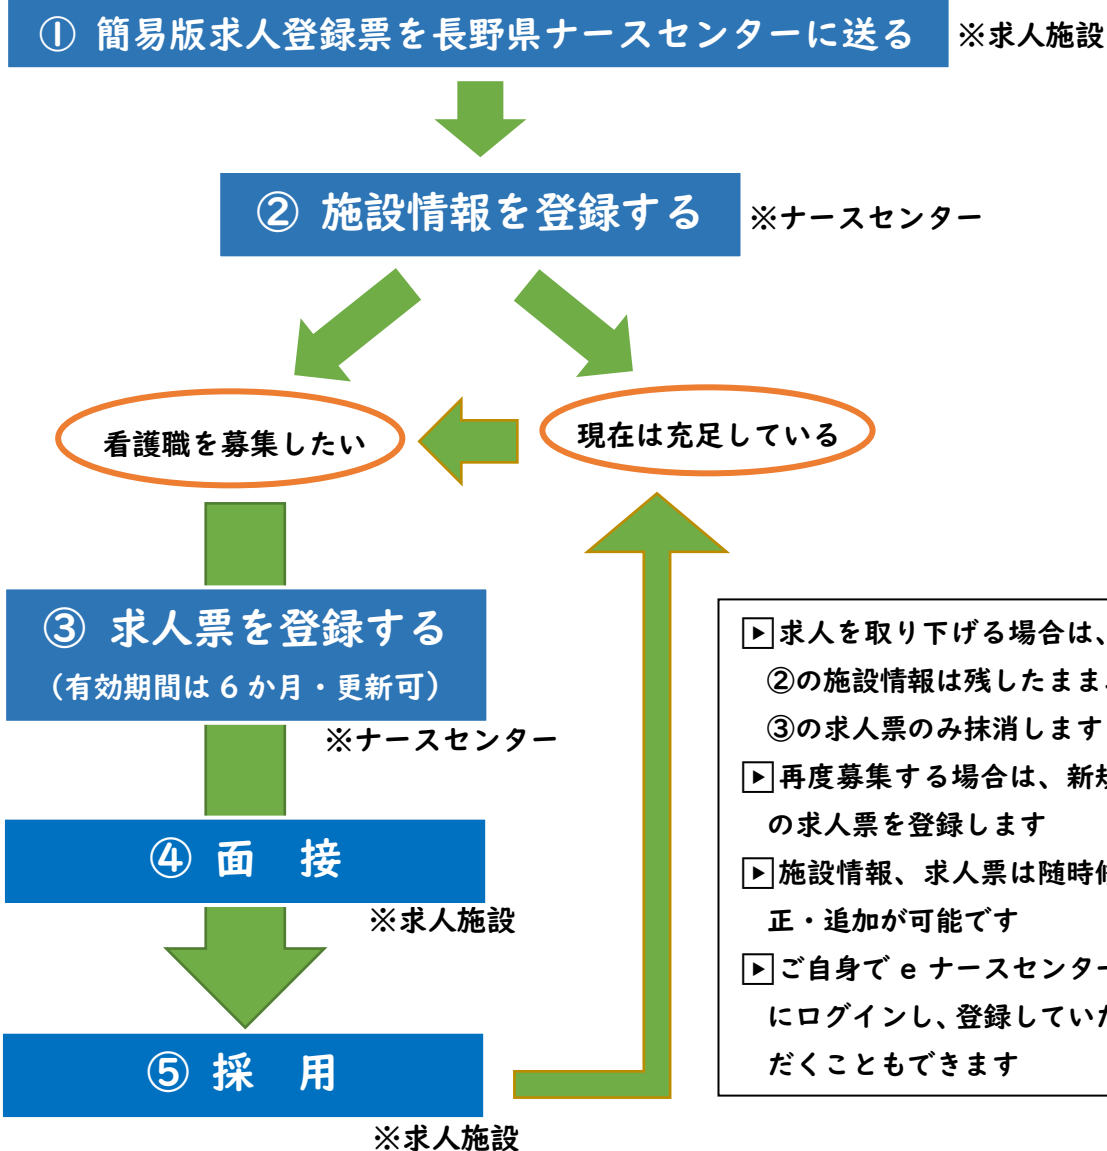 ① 簡易版求人登録票を長野県ナースセンターに送る
※求人施設
② 施設情報を登録する
※ナースセンター
看護職を募集したい
現在は充足している
③ 求人票を登録する
（有効期間は 6 か月・更新可）
※ナースセンター
④ 面　接
※求人施設
⑤ 採　用
※求人施設
▶求人を取り下げる場合は、
②の施設情報は残したまま、
③の求人票のみ抹消します
▶再度募集する場合は、新規
の求人票を登録します
▶施設情報、求人票は随時修
正・追加が可能です
▶ご自身で e ナースセンター
にログインし、登録していた
だくこともできます